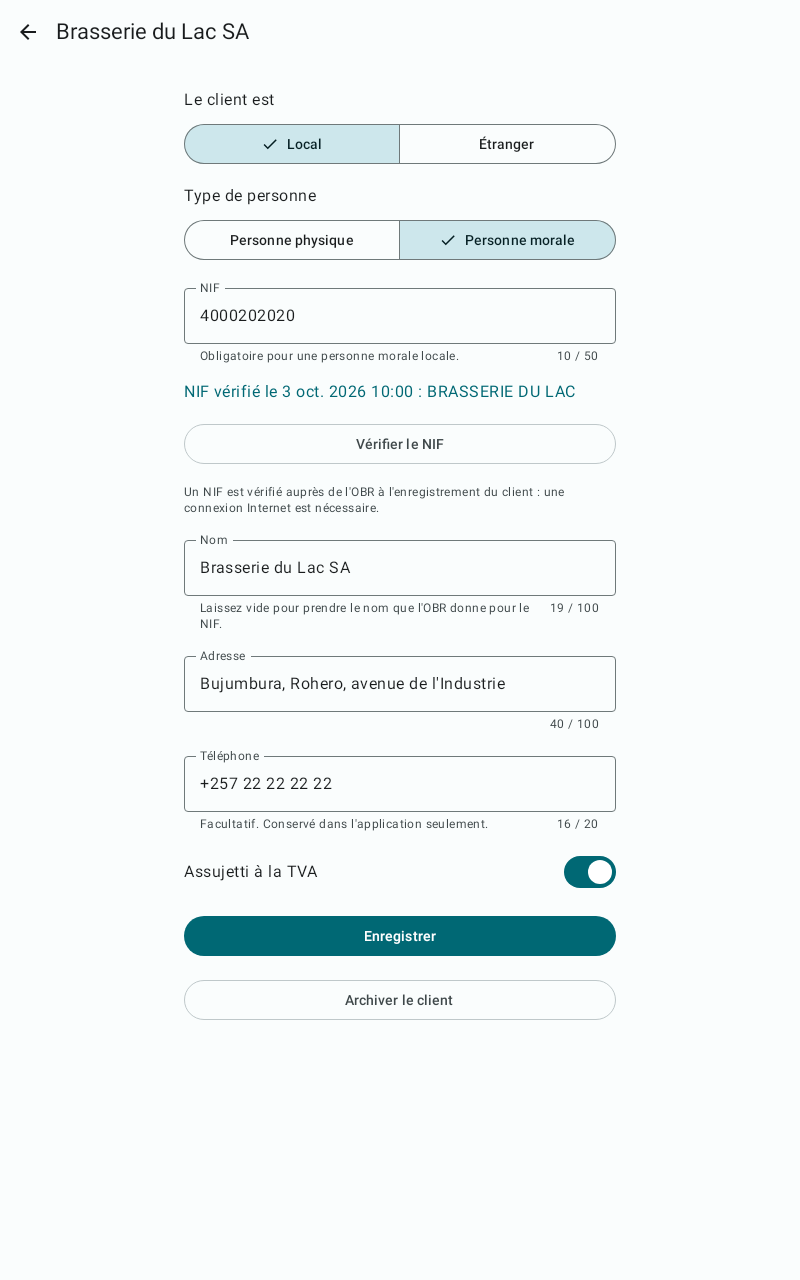 Brasserie du Lac SA
Le client est
Local
Étranger
Type de personne
Personne physique
Personne morale
NIF
4000202020
Obligatoire pour une personne morale locale.
10 / 50
NIF vérifié le 3 oct. 2026 10:00 : BRASSERIE DU LAC
Vérifier le NIF
Un NIF est vérifié auprès de l'OBR à l'enregistrement du client : une
connexion Internet est nécessaire.
Nom
Brasserie du Lac SA
Laissez vide pour prendre le nom que l'OBR donne pour le
NIF.
19 / 100
Adresse
Bujumbura, Rohero, avenue de l'Industrie
40 / 100
Téléphone
+257 22 22 22 22
Facultatif. Conservé dans l'application seulement.
16 / 20
Assujetti à la TVA
Enregistrer
Archiver le client